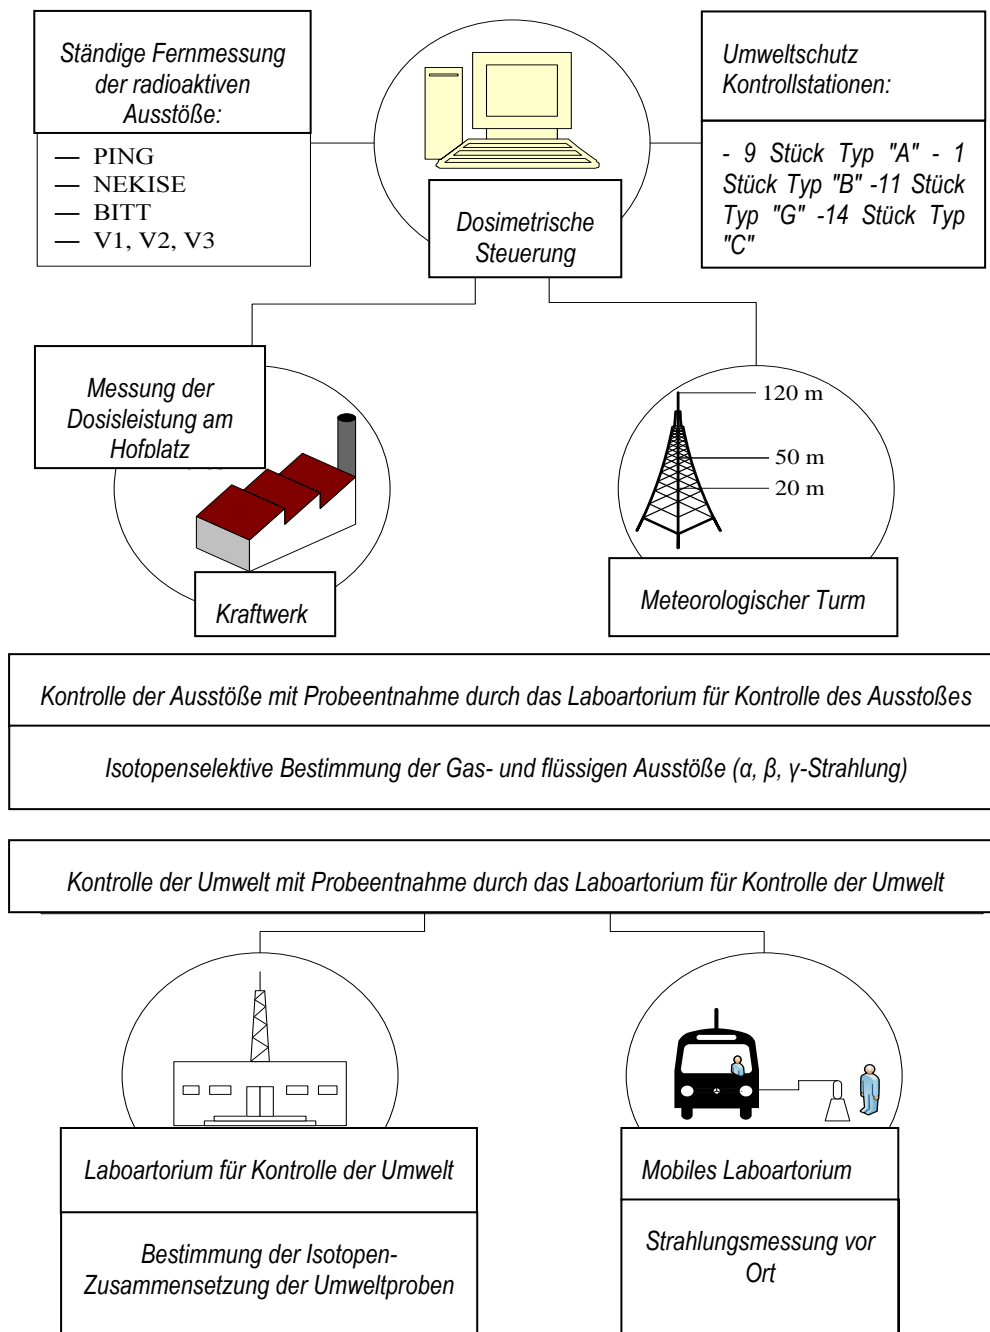 Ständige Fernmessung
der radioaktiven
Ausstöße:
— PING
— NEKISE
— BITT
— V1, V2, V3
Dosimetrische
Steuerung
Umweltschutz
Kontrollstationen:
- 9 Stück Typ "A" - 1
Stück Typ "B" -11 Stück
Typ "G" -14 Stück Typ
"C"
Messung der
Dosisleistung am
Hofplatz
Kraftwerk
120 m
50 m
20 m
Meteorologischer Turm
Kontrolle der Ausstöße mit Probeentnahme durch das Laboartorium für Kontrolle des Ausstoßes
Isotopenselektive Bestimmung der Gas- und flüssigen Ausstöße (α, β, γ-Strahlung)
Kontrolle der Umwelt mit Probeentnahme durch das Laboartorium für Kontrolle der Umwelt
Laboartorium für Kontrolle der Umwelt
Bestimmung der Isotopen-
Zusammensetzung der Umweltproben
Mobiles Laboartorium
Strahlungsmessung vor
Ort